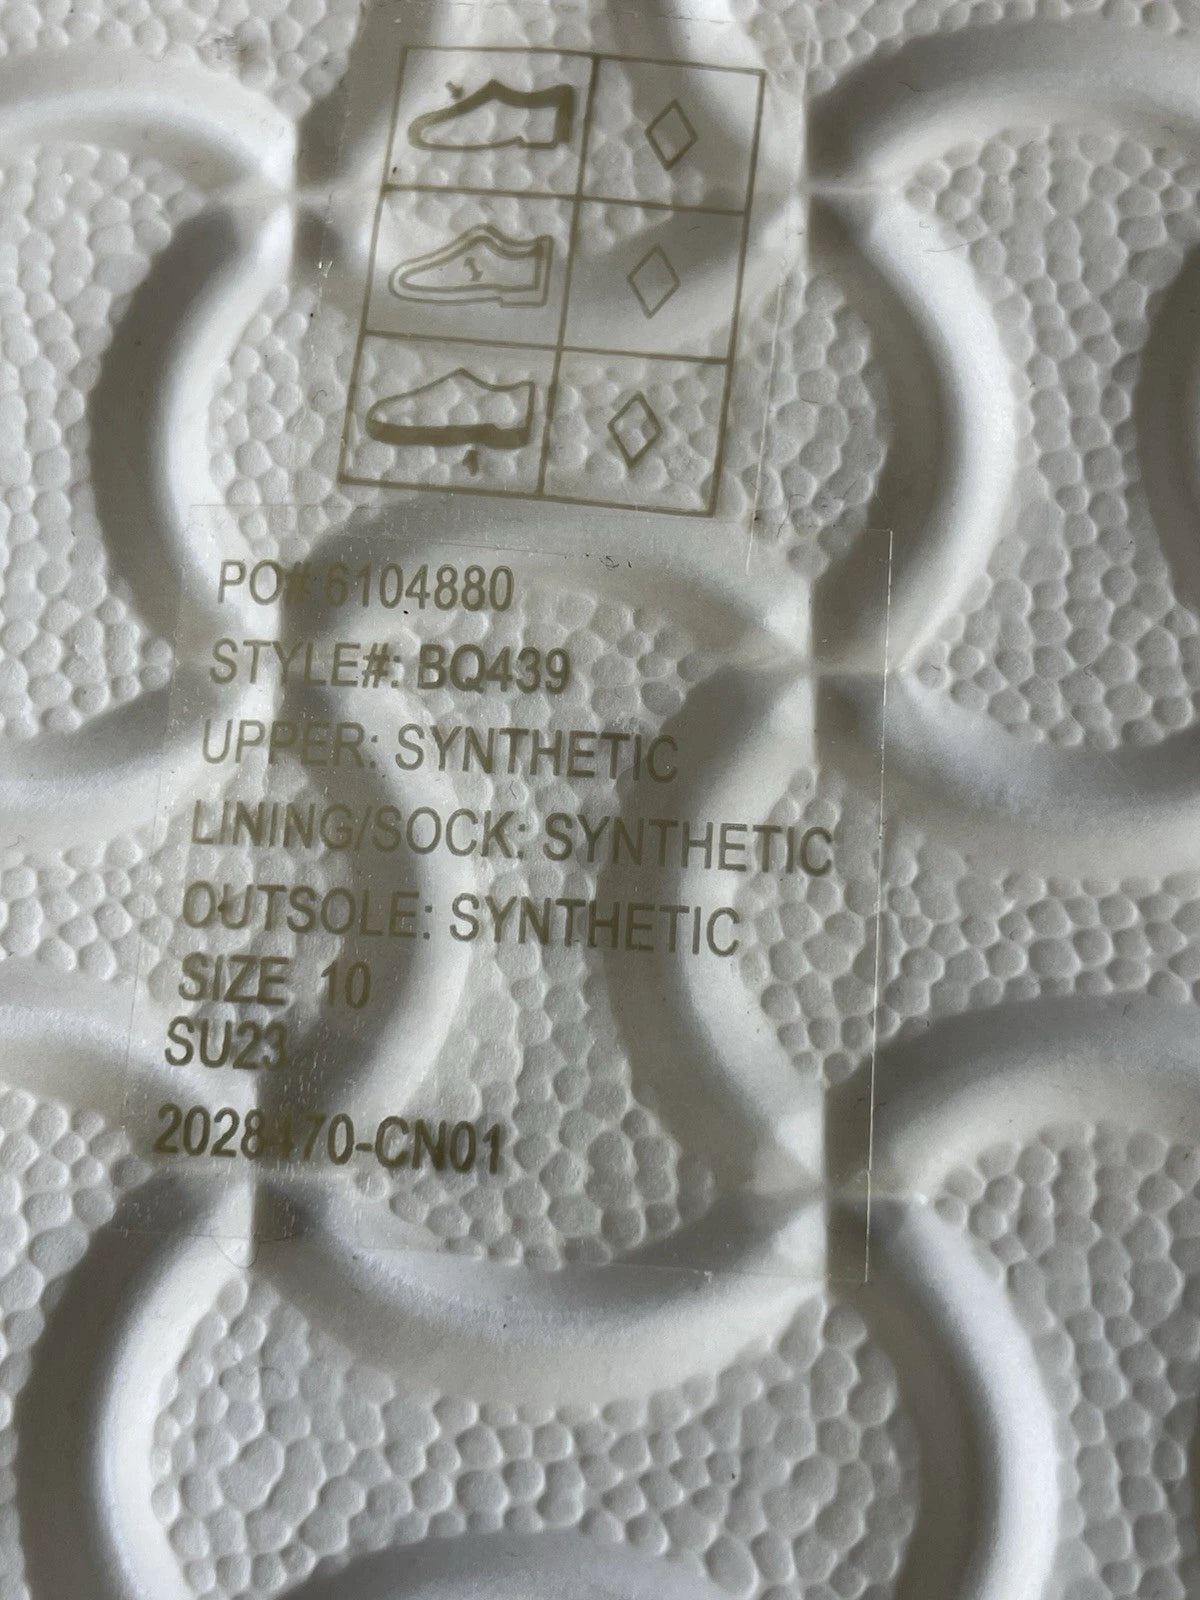 PO# 6104880
STYLE#: BQ439
UPPER: SYNTHETIC
LINING/SOCK: SYNTHETIC
OUTSOLE: SYNTHETIC
SIZE 10
SU23